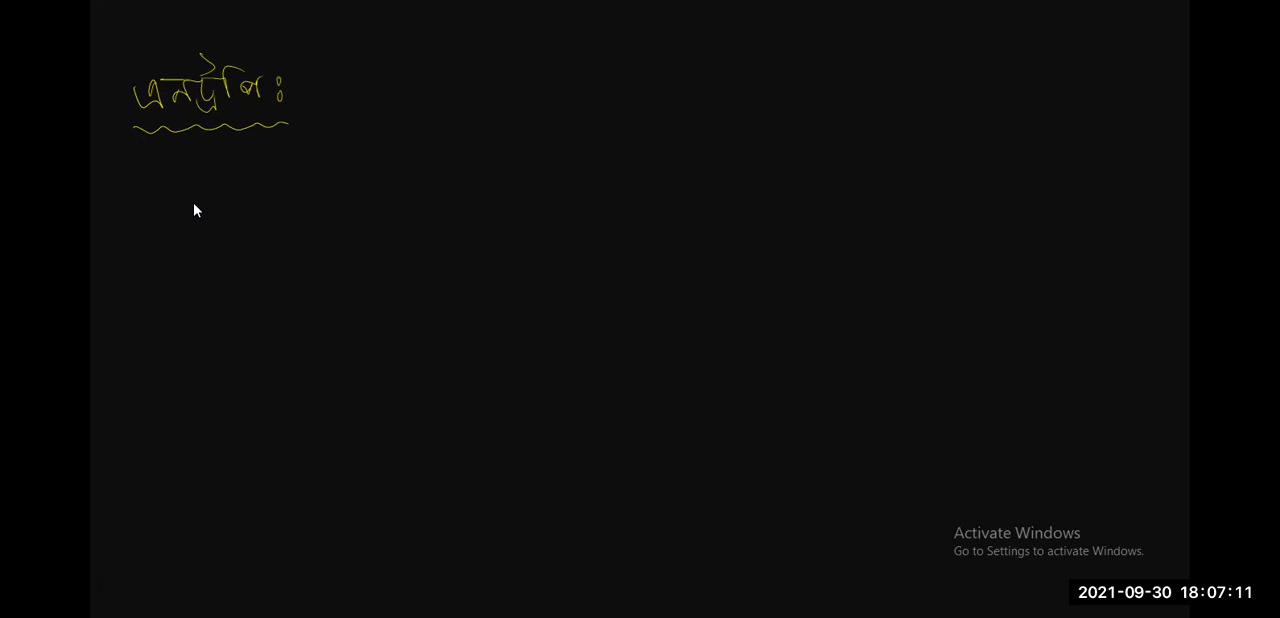 এনট্রপি:
Activate Windows
Go to Settings to activate Windows.
2021-09-30 18:07:11